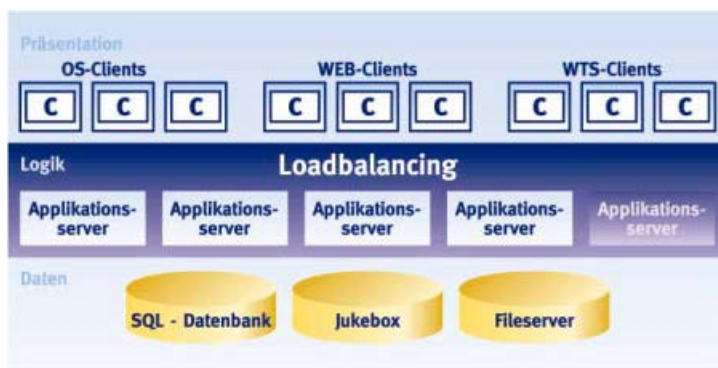 Präsentation
OS-Clients WEB-Clients WTS-Clients
C C C C C C C C C
Logik Loadbalancing
Applikations- Applikations- Applikations- Applikations- Applikations-
server server server server server
Daten
SQL - Datenbank Jukebox Fileserver